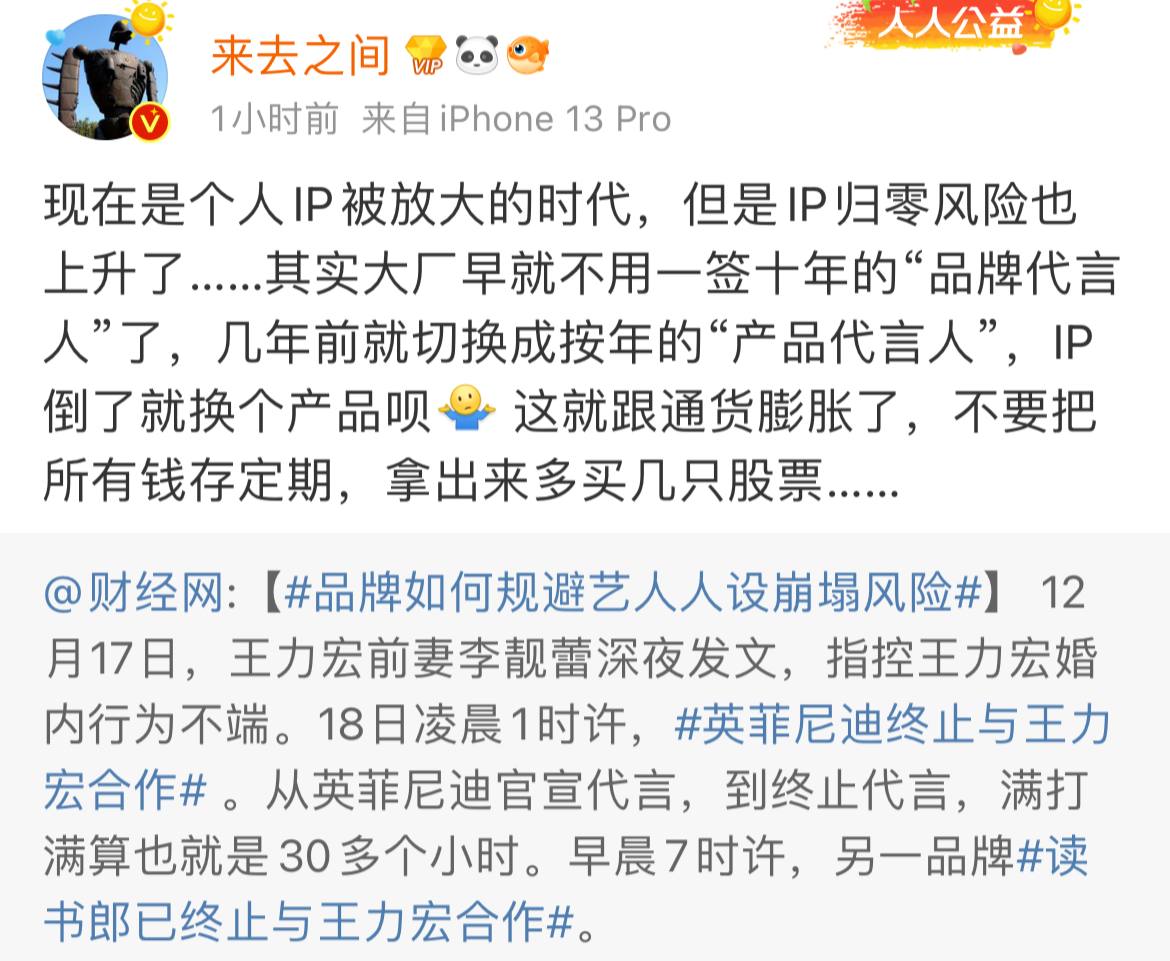 人人公益
来去之间 VIP
1小时前 来自 iPhone 13 Pro
现在是个人IP被放大的时代，但是IP归零风险也
上升了……其实大厂早就不用一签十年的“品牌代言
人”了，几年前就切换成按年的“产品代言人”，IP
倒了就换个产品呗🤷 这就跟通货膨胀了，不要把
所有钱存定期，拿出来多买几只股票……
@财经网:【#品牌如何规避艺人人设崩塌风险#】 12
月17日，王力宏前妻李靓蕾深夜发文，指控王力宏婚
内行为不端。18日凌晨1时许，#英菲尼迪终止与王力
宏合作# 。从英菲尼迪官宣代言，到终止代言，满打
满算也就是30多个小时。早晨7时许，另一品牌#读
书郎已终止与王力宏合作#。